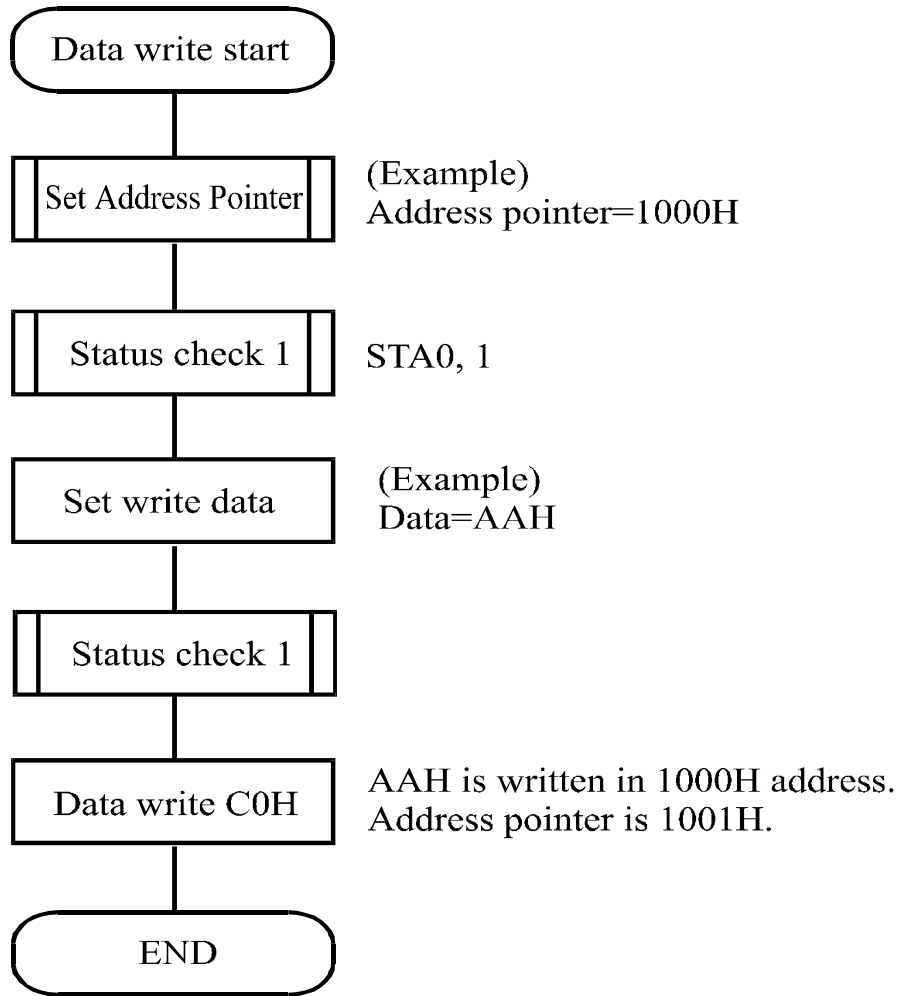 Data write start
Set Address Pointer
(Example)
Address pointer=1000H
Status check 1
STA0, 1
Set write data
(Example)
Data=AAH
Status check 1
Data write C0H
AAH is written in 1000H address.
Address pointer is 1001H.
END